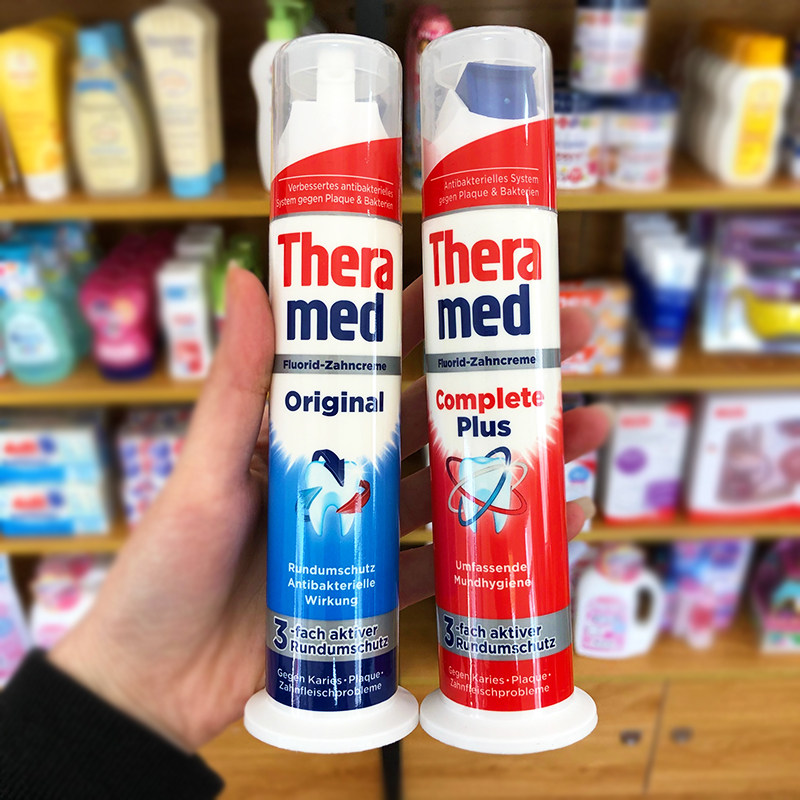 Verbessertes antibakterielles
System gegen Plaque & Bakterien
Thera
med
Fluorid-Zahncreme
Original
Rundumschutz
Antibakterielle
Wirkung
3-fach aktiver
Rundumschutz
Gegen Karies • Plaque •
Zahnfleischprobleme
Antibakterielles System
gegen Plaque & Bakterien
Thera
med
Fluorid-Zahncreme
Complete
Plus
Umfassende
Mundhygiene
3-fach aktiver
Rundumschutz
Gegen Karies • Plaque •
Zahnfleischprobleme